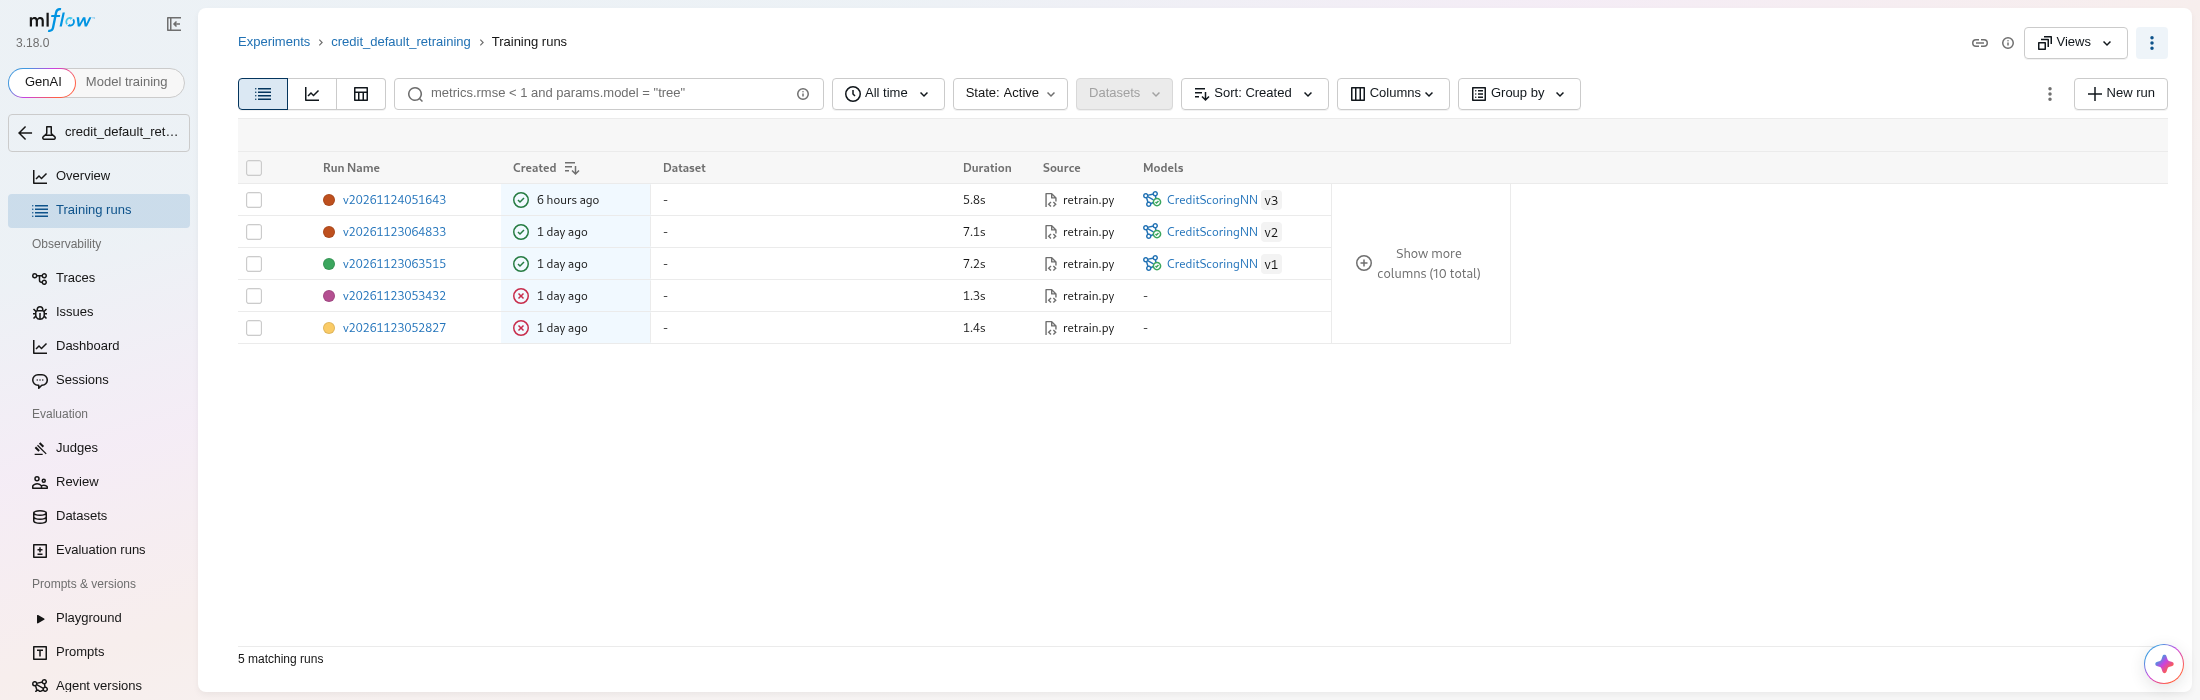 mlflow
3.18.0
GenAI Model training
credit_default_ret...
Overview
Training runs
Observability
Traces
Issues
Dashboard
Sessions
Evaluation
Judges
Review
Datasets
Evaluation runs
Prompts & versions
Playground
Prompts
Agent versions
Experiments > credit_default_retraining > Training runs
Views
metrics.rmse < 1 and params.model = "tree" All time State: Active Datasets Sort: Created Columns Group by New run
Run Name Created Dataset Duration Source Models
v20261124051643 6 hours ago - 5.8s retrain.py CreditScoringNN v3
v20261123064833 1 day ago - 7.1s retrain.py CreditScoringNN v2
v20261123063515 1 day ago - 7.2s retrain.py CreditScoringNN v1
v20261123053432 1 day ago - 1.3s retrain.py -
v20261123052827 1 day ago - 1.4s retrain.py -
Show more
columns (10 total)
5 matching runs